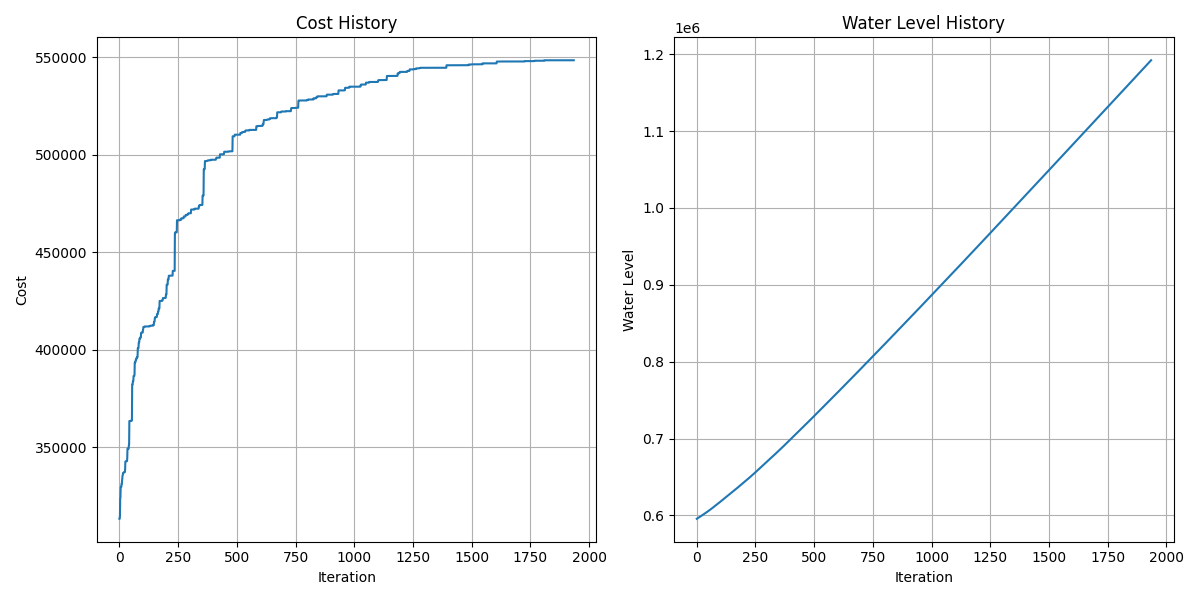 Cost History
550000
500000
450000
400000
350000
Cost
0 250 500 750 1000 1250 1500 1750 2000
Iteration
Water Level History
1e6
1.2
1.1
1.0
0.9
0.8
0.7
0.6
Water Level
0 250 500 750 1000 1250 1500 1750 2000
Iteration